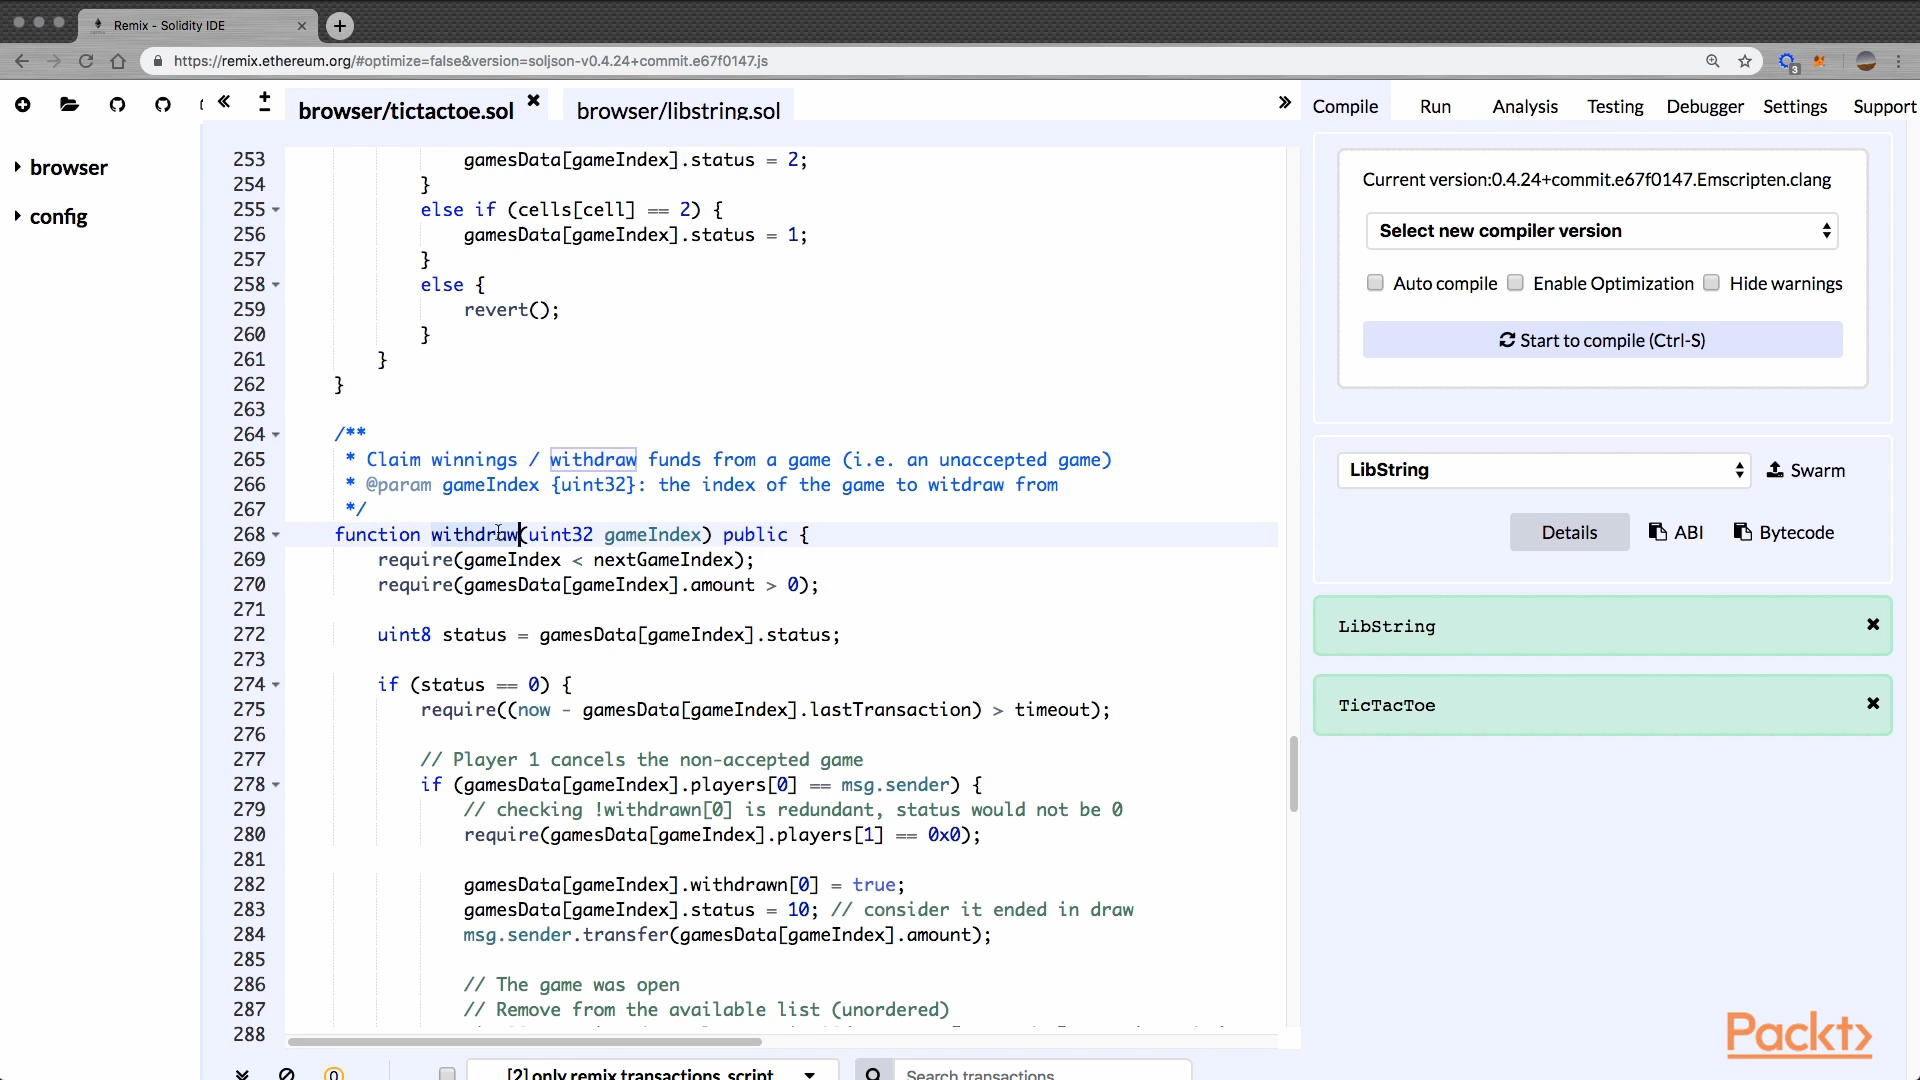 Remix - Solidity IDE
https://remix.ethereum.org/#optimize=false&version=soljson-v0.4.24+commit.e67f0147.js
3
browser/tictactoe.sol
browser/libstring.sol
Compile Run Analysis Testing Debugger Settings Support
browser
config
253 gamesData[gameIndex].status = 2;
254 }
255 else if (cells[cell] == 2) {
256 gamesData[gameIndex].status = 1;
257 }
258 else {
259 revert();
260 }
261 }
262 }
263
264 /**
265 * Claim winnings / withdraw funds from a game (i.e. an unaccepted game)
266 * @param gameIndex {uint32}: the index of the game to witdraw from
267 */
268 function withdraw(uint32 gameIndex) public {
269 require(gameIndex < nextGameIndex);
270 require(gamesData[gameIndex].amount > 0);
271
272 uint8 status = gamesData[gameIndex].status;
273
274 if (status == 0) {
275 require((now - gamesData[gameIndex].lastTransaction) > timeout);
276
277 // Player 1 cancels the non-accepted game
278 if (gamesData[gameIndex].players[0] == msg.sender) {
279 // checking !withdrawn[0] is redundant, status would not be 0
280 require(gamesData[gameIndex].players[1] == 0x0);
281
282 gamesData[gameIndex].withdrawn[0] = true;
283 gamesData[gameIndex].status = 10; // consider it ended in draw
284 msg.sender.transfer(gamesData[gameIndex].amount);
285
286 // The game was open
287 // Remove from the available list (unordered)
288
Current version:0.4.24+commit.e67f0147.Emscripten.clang
Select new compiler version
Auto compile Enable Optimization Hide warnings
Start to compile (Ctrl-S)
LibString
Swarm
Details ABI Bytecode
LibString
TicTacToe
0
[2] only remix transactions, script
Search transactions
Packt>